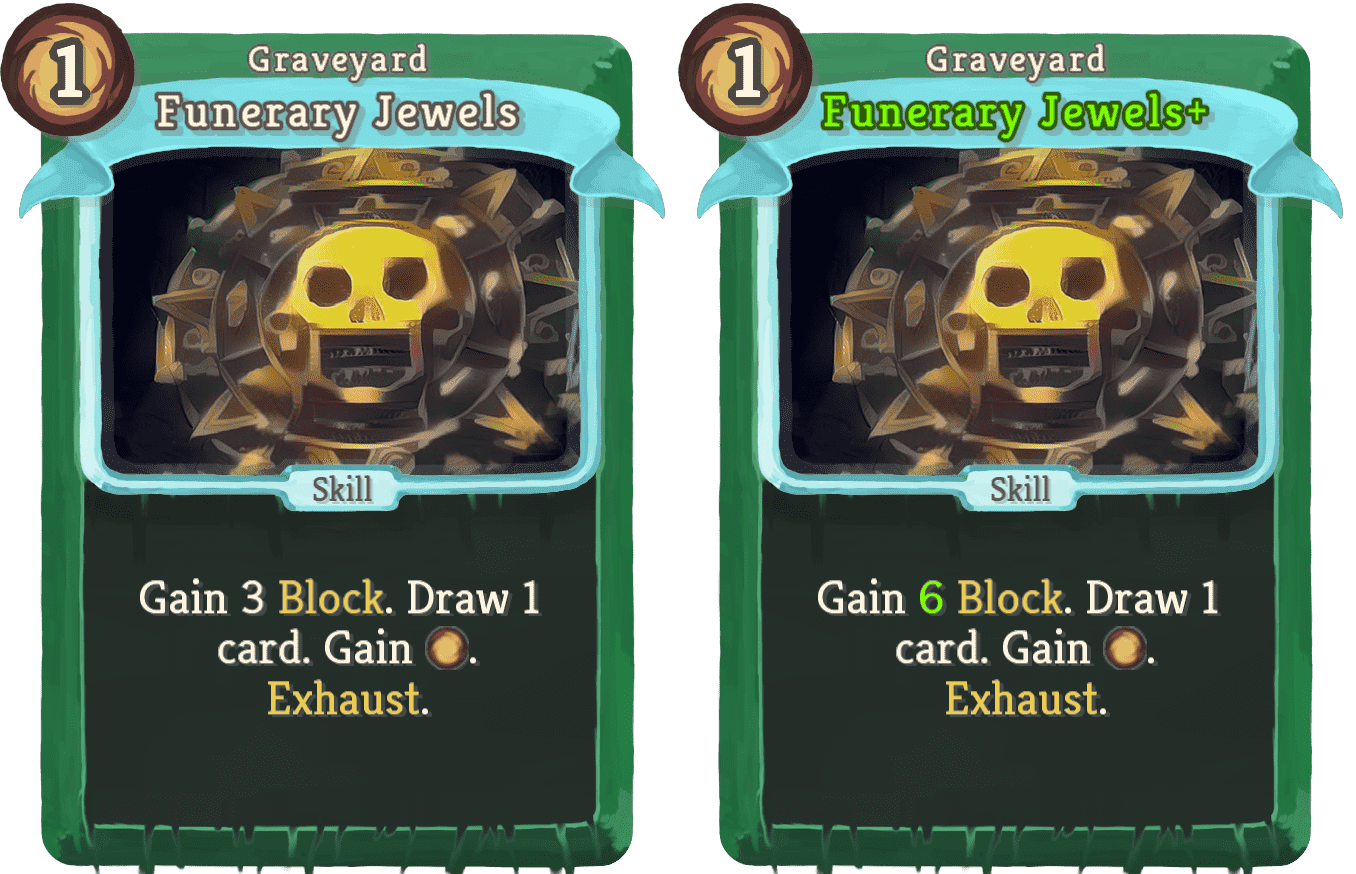 1
Graveyard
Funerary Jewels
Skill
Gain 3 Block. Draw 1
card. Gain .
Exhaust.
1
Graveyard
Funerary Jewels+
Skill
Gain 6 Block. Draw 1
card. Gain .
Exhaust.